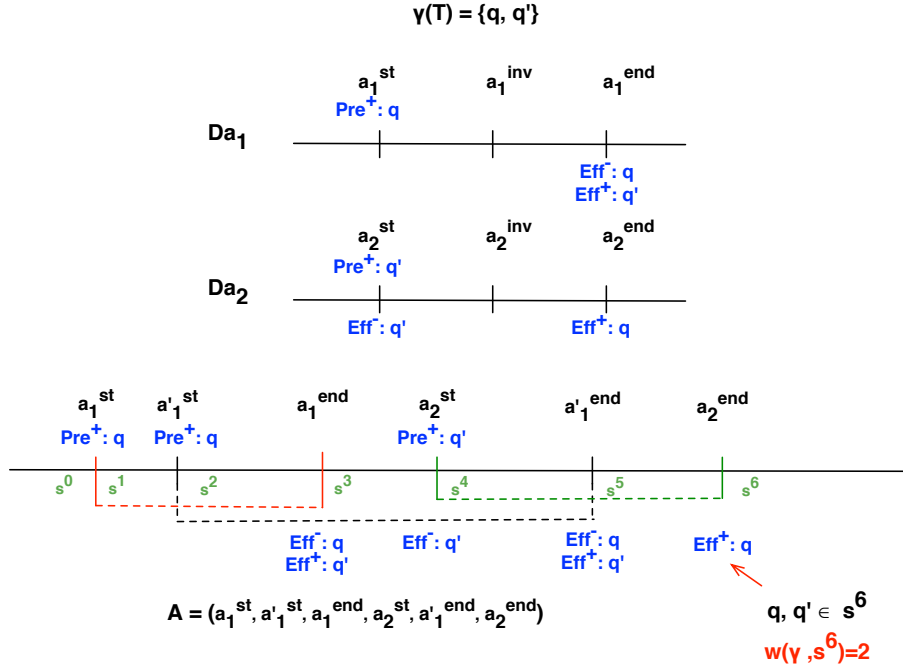 γ(T) = {q, q'}
a₁ˢᵗ a₁ⁱⁿᵛ a₁ᵉⁿᵈ
Pre⁺: q
Da₁
Eff⁻: q
Eff⁺: q'
a₂ˢᵗ a₂ⁱⁿᵛ a₂ᵉⁿᵈ
Pre⁺: q'
Da₂
Eff⁻: q' Eff⁺: q
a₁ˢᵗ a'₁ˢᵗ a₁ᵉⁿᵈ a₂ˢᵗ a'₁ᵉⁿᵈ a₂ᵉⁿᵈ
Pre⁺: q Pre⁺: q Pre⁺: q'
s⁰ s¹ s² s³ s⁴ s⁵ s⁶
Eff⁻: q Eff⁻: q' Eff⁻: q Eff⁺: q
Eff⁺: q' Eff⁺: q'
A = (a₁ˢᵗ, a'₁ˢᵗ, a₁ᵉⁿᵈ, a₂ˢᵗ, a'₁ᵉⁿᵈ, a₂ᵉⁿᵈ)
q, q' ∈ s⁶
w(γ ,s⁶)=2